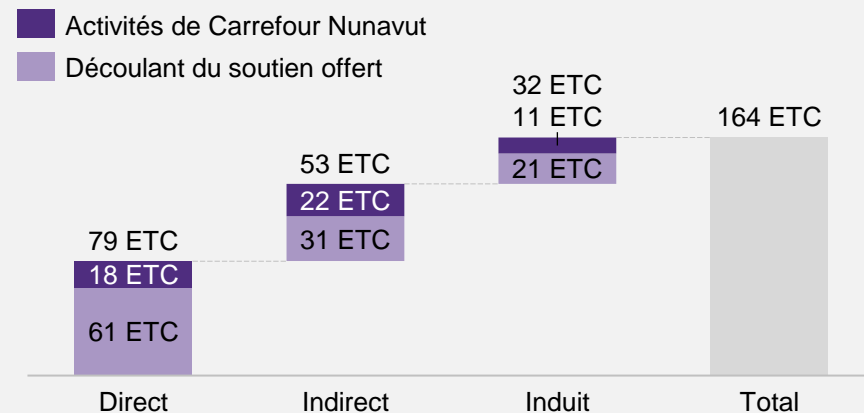 Activités de Carrefour Nunavut
Découlant du soutien offert
32 ETC
11 ETC
164 ETC
53 ETC
21 ETC
22 ETC
79 ETC
31 ETC
18 ETC
61 ETC
Direct
Indirect
Induit
Total